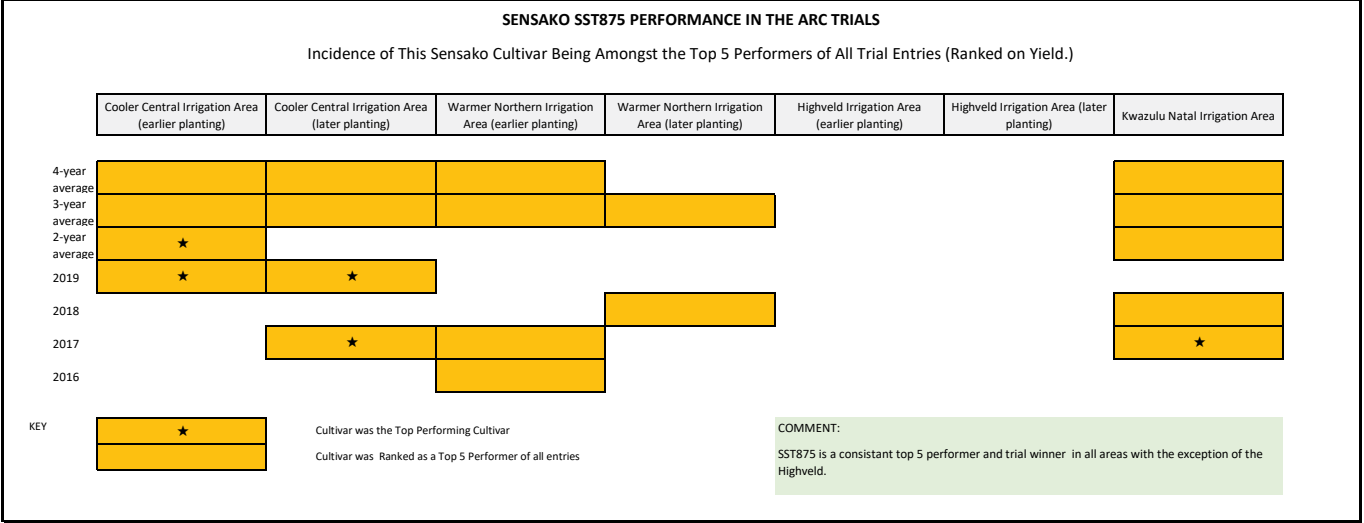 SENSAKO SST875 PERFORMANCE IN THE ARC TRIALS
Incidence of This Sensako Cultivar Being Amongst the Top 5 Performers of All Trial Entries (Ranked on Yield.)
Cooler Central Irrigation Area
(earlier planting)
Cooler Central Irrigation Area
(later planting)
Warmer Northern Irrigation
Area (earlier planting)
Warmer Northern Irrigation
Area (later planting)
Highveld Irrigation Area
(earlier planting)
Highveld Irrigation Area (later
planting)
Kwazulu Natal Irrigation Area
4-year
average
3-year
average
2-year
average
★
2019
★
★
2018
2017
★
★
2016
KEY
★
Cultivar was the Top Performing Cultivar
Cultivar was Ranked as a Top 5 Performer of all entries
COMMENT:
SST875 is a consistant top 5 performer and trial winner in all areas with the exception of the
Highveld.